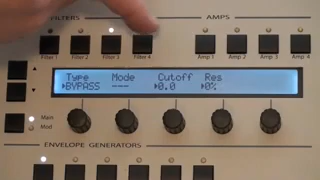 FILTERS
AMPS
Filter 1 Filter 2 Filter 3 Filter 4
Amp 1 Amp 2 Amp 3 Amp 4
Type Mode Cutoff Res
BYPASS --- 0.0 0%
Main
Mod
ENVELOPE GENERATORS